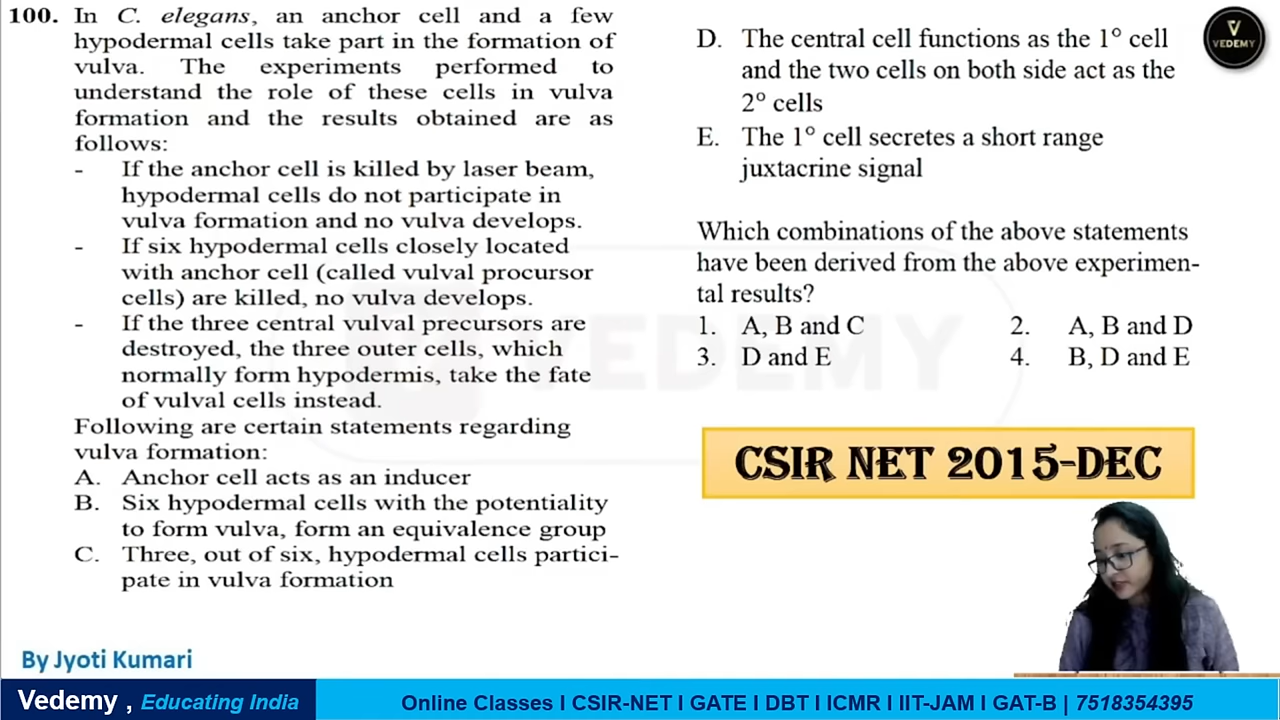 100. In C. elegans, an anchor cell and a few
hypodermal cells take part in the formation of
vulva. The experiments performed to
understand the role of these cells in vulva
formation and the results obtained are as
follows:
- If the anchor cell is killed by laser beam,
hypodermal cells do not participate in
vulva formation and no vulva develops.
- If six hypodermal cells closely located
with anchor cell (called vulval procursor
cells) are killed, no vulva develops.
- If the three central vulval precursors are
destroyed, the three outer cells, which
normally form hypodermis, take the fate
of vulval cells instead.
Following are certain statements regarding
vulva formation:
A. Anchor cell acts as an inducer
B. Six hypodermal cells with the potentiality
to form vulva, form an equivalence group
C. Three, out of six, hypodermal cells partici-
pate in vulva formation
D. The central cell functions as the 1° cell
and the two cells on both side act as the
2° cells
E. The 1° cell secretes a short range
juxtacrine signal
Which combinations of the above statements
have been derived from the above experimen-
tal results?
1. A, B and C 2. A, B and D
3. D and E 4. B, D and E
CSIR NET 2015-DEC
VEDEMY
VEDEMY
By Jyoti Kumari
Vedemy , Educating India
Online Classes I CSIR-NET I GATE I DBT I ICMR I IIT-JAM I GAT-B | 7518354395